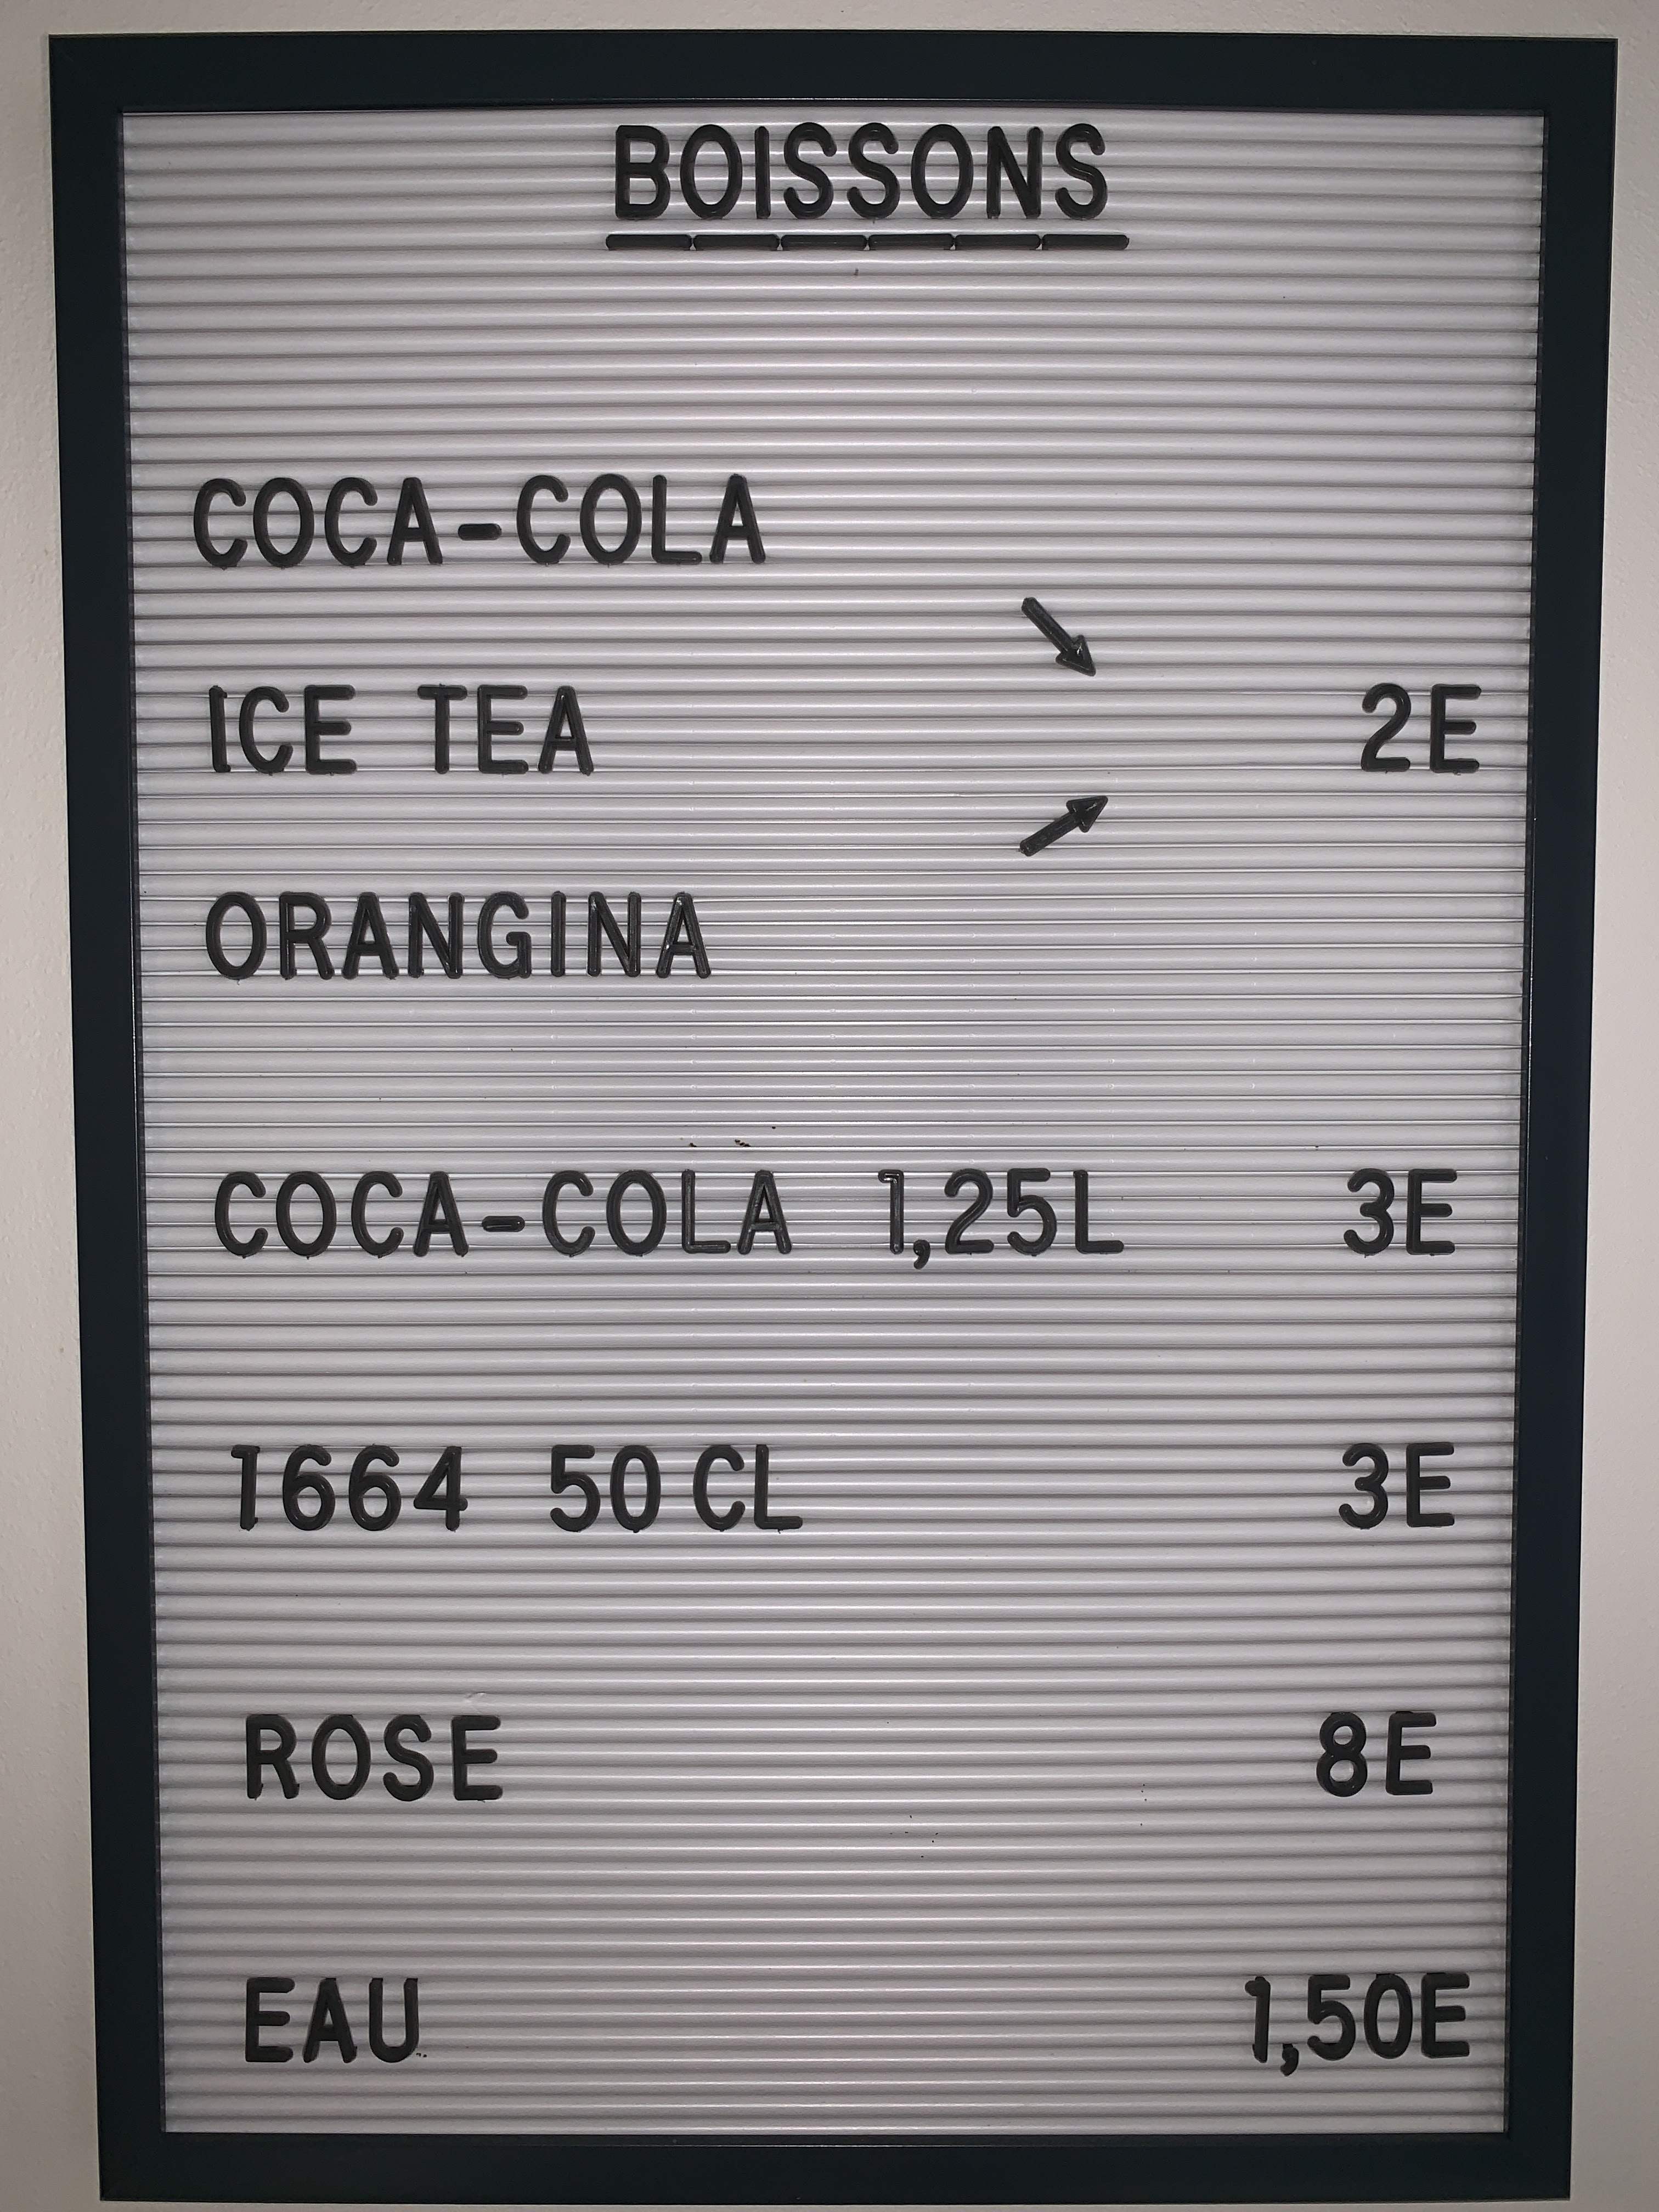 BOISSONS
COCA-COLA
ICE TEA 2E
ORANGINA
COCA-COLA 1,25L 3E
1664 50 CL 3E
ROSE 8E
EAU 1,50E